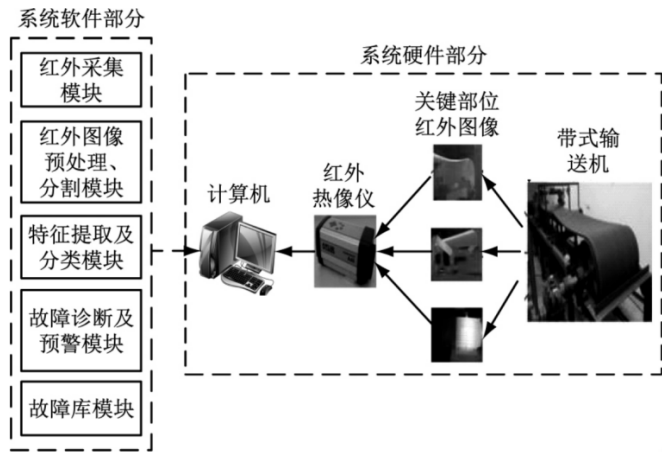 系统软件部分
红外采集
模块
红外图像
预处理、
分割模块
特征提取及
分类模块
故障诊断及
预警模块
故障库模块
系统硬件部分
计算机
红外
热像仪
关键部位
红外图像
带式输
送机